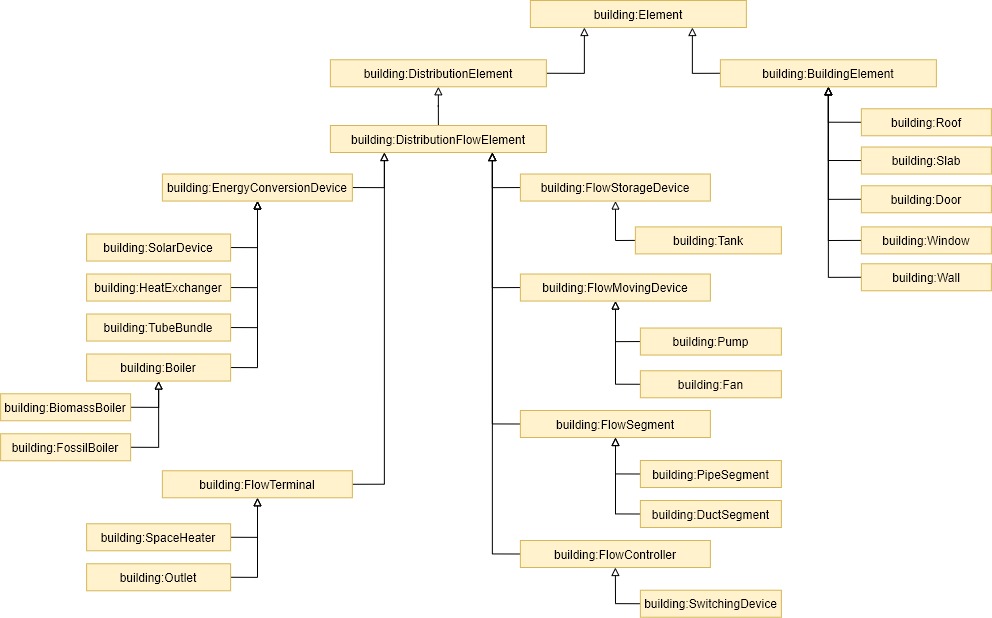 building:Element
building:DistributionElement
building:BuildingElement
building:DistributionFlowElement
building:Roof
building:Slab
building:Door
building:Window
building:Wall
building:EnergyConversionDevice
building:SolarDevice
building:HeatExchanger
building:TubeBundle
building:Boiler
building:BiomassBoiler
building:FossilBoiler
building:FlowTerminal
building:SpaceHeater
building:Outlet
building:FlowStorageDevice
building:Tank
building:FlowMovingDevice
building:Pump
building:Fan
building:FlowSegment
building:PipeSegment
building:DuctSegment
building:FlowController
building:SwitchingDevice